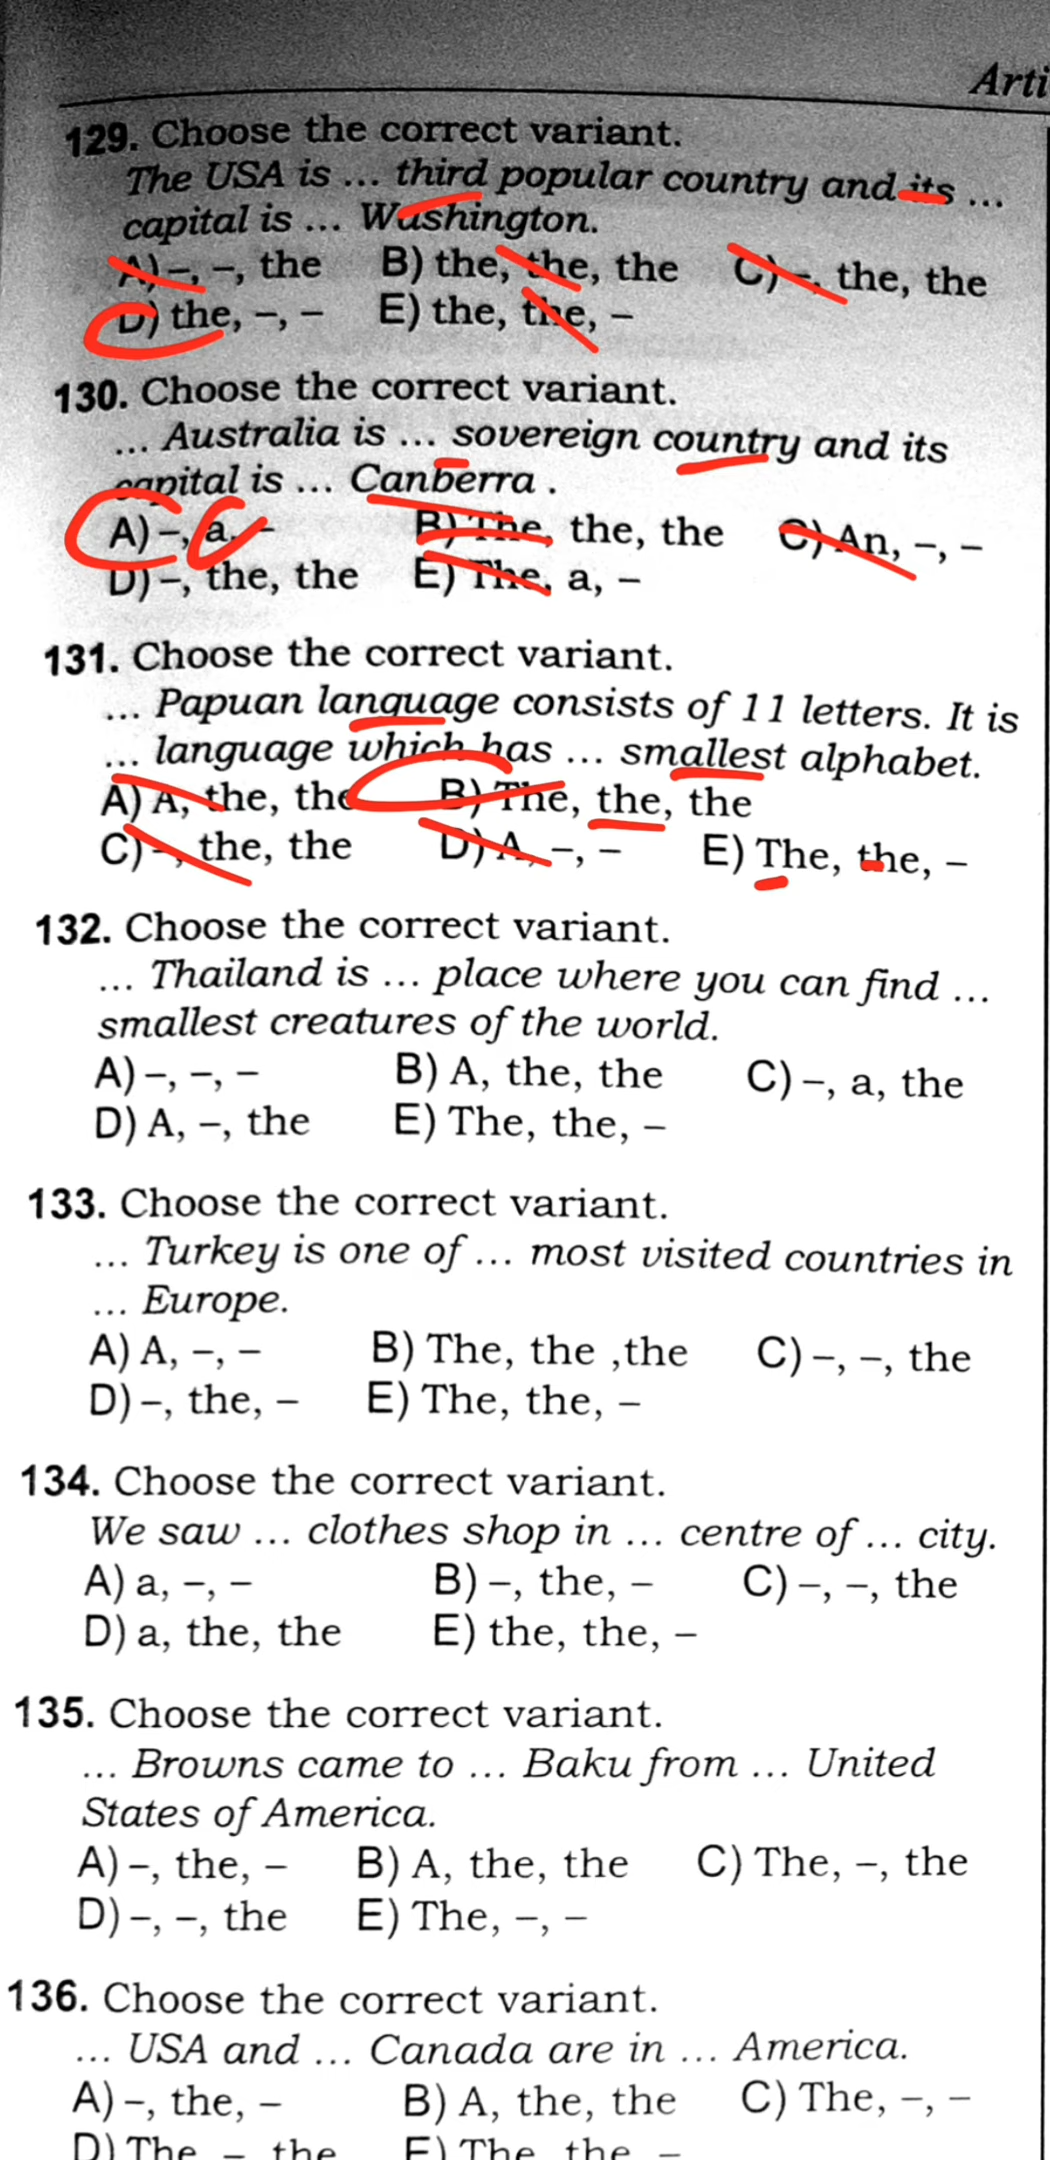 Arti
129. Choose the correct variant.
The USA is ... third popular country and its ...
capital is ... Washington.
A) –, –, the B) the, the, the C) –, the, the
D) the, –, – E) the, the, –
130. Choose the correct variant.
... Australia is ... sovereign country and its
capital is ... Canberra .
A) –, a, – B) The, the, the C) An, –, –
D) –, the, the E) The, a, –
131. Choose the correct variant.
... Papuan language consists of 11 letters. It is
... language which has ... smallest alphabet.
A) A, the, the B) The, the, the
C) –, the, the D) A, –, – E) The, the, –
132. Choose the correct variant.
... Thailand is ... place where you can find ...
smallest creatures of the world.
A) –, –, – B) A, the, the C) –, a, the
D) A, –, the E) The, the, –
133. Choose the correct variant.
... Turkey is one of ... most visited countries in
... Europe.
A) A, –, – B) The, the ,the C) –, –, the
D) –, the, – E) The, the, –
134. Choose the correct variant.
We saw ... clothes shop in ... centre of ... city.
A) a, –, – B) –, the, – C) –, –, the
D) a, the, the E) the, the, –
135. Choose the correct variant.
... Browns came to ... Baku from ... United
States of America.
A) –, the, – B) A, the, the C) The, –, the
D) –, –, the E) The, –, –
136. Choose the correct variant.
... USA and ... Canada are in ... America.
A) –, the, – B) A, the, the C) The, –, –
D) The – the E) The the –